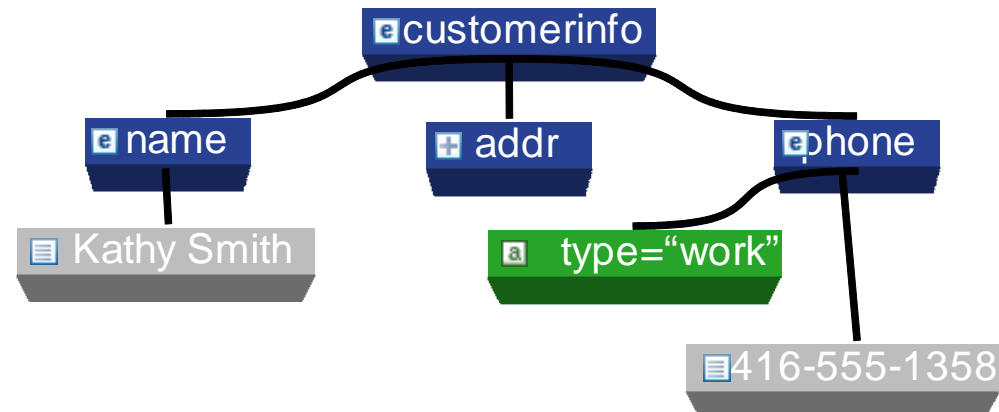 e customerinfo
e name
+ addr
e phone
Kathy Smith
a type=“work”
416-555-1358